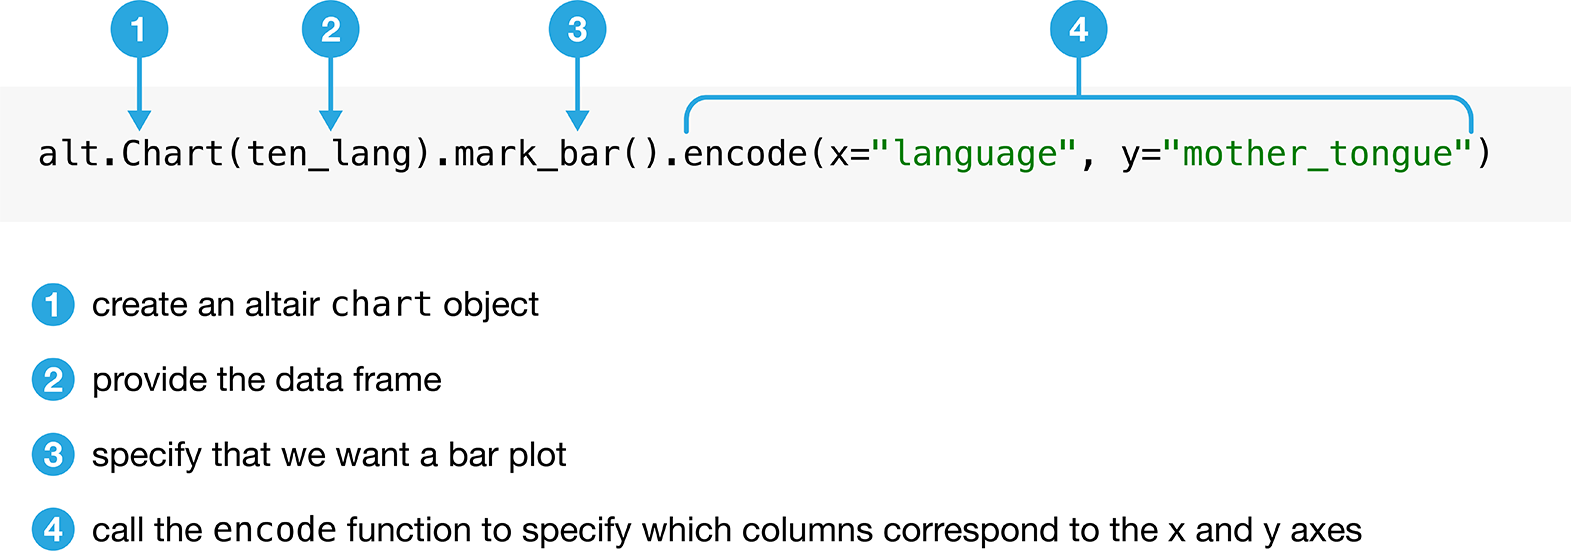 1 2 3 4
alt.Chart(ten_lang).mark_bar().encode(x="language", y="mother_tongue")
1 create an altair chart object
2 provide the data frame
3 specify that we want a bar plot
4 call the encode function to specify which columns correspond to the x and y axes